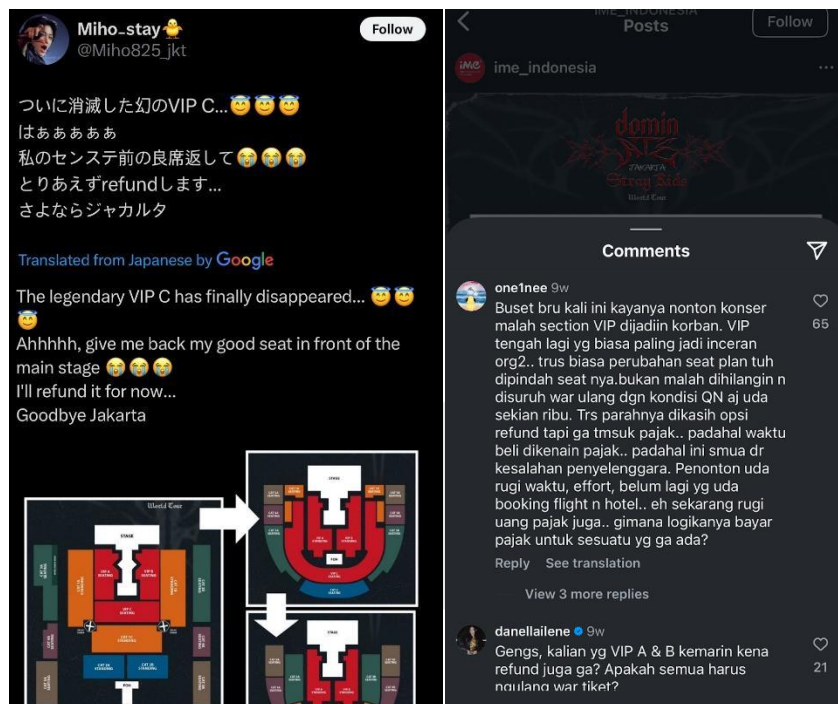 Miho_stay🐥
@Miho825_jkt
Follow
ついに消滅した幻のVIP C...😇😇😇
はぁぁぁぁぁ
私のセンステ前の良席返して😭😭😭
とりあえずrefundします...
さよならジャカルタ
Translated from Japanese by Google
The legendary VIP C has finally disappeared... 😇😇
😇
Ahhhhh, give me back my good seat in front of the
main stage 😭😭😭
I'll refund it for now...
Goodbye Jakarta
World Tour
STAGE
STAGE
STAGE
IME_INDONESIA
Posts
Follow
ime
ime_indonesia
domin
ATE
JAKARTA
Stray Kids
World Tour
Comments
one1nee 9w
Buset bru kali ini kayanya nonton konser
malah section VIP dijadiin korban. VIP
tengah lagi yg biasa paling jadi inceran
org2.. trus biasa perubahan seat plan tuh
dipindah seat nya.bukan malah dihilangin n
disuruh war ulang dgn kondisi QN aj uda
sekian ribu. Trs parahnya dikasih opsi
refund tapi ga tmsuk pajak.. padahal waktu
beli dikenain pajak.. padahal ini smua dr
kesalahan penyelenggara. Penonton uda
rugi waktu, effort, belum lagi yg uda
booking flight n hotel.. eh sekarang rugi
uang pajak juga.. gimana logikanya bayar
pajak untuk sesuatu yg ga ada?
65
Reply See translation
View 3 more replies
danellailene 9w
Gengs, kalian yg VIP A & B kemarin kena
refund juga ga? Apakah semua harus
ngulang war tiket?
21